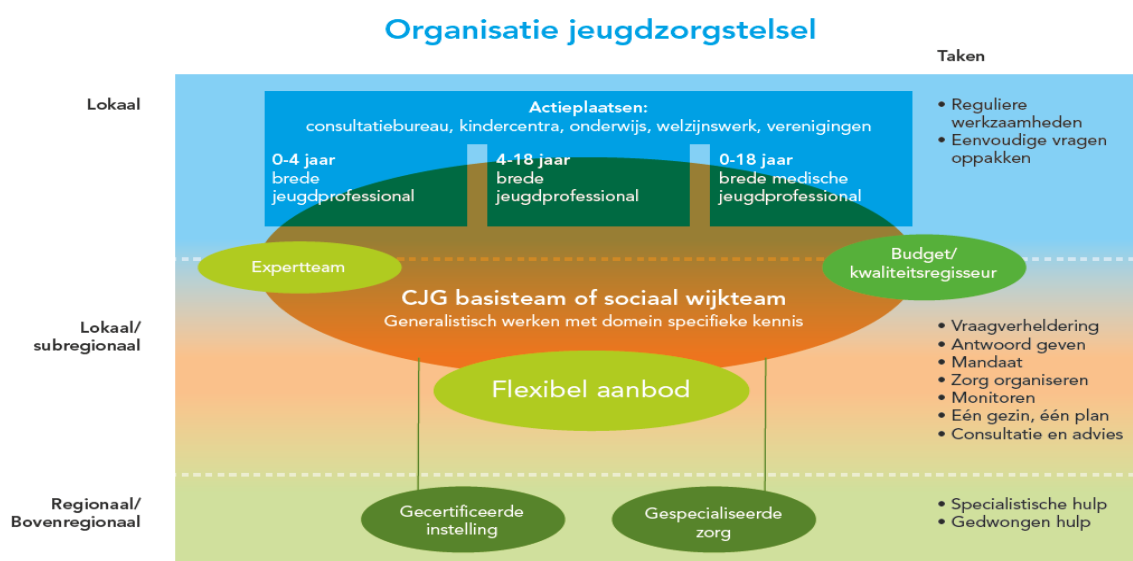 Organisatie jeugdzorgstelsel
Taken
Lokaal
Actieplaatsen:
consultatiebureau, kindercentra, onderwijs, welzijnswerk, verenigingen
0-4 jaar
brede
jeugdprofessional
4-18 jaar
brede
jeugdprofessional
0-18 jaar
brede medische
jeugdprofessional
• Reguliere
werkzaamheden
• Eenvoudige vragen
oppakken
Expertteam
Budget/
kwaliteitsregisseur
CJG basisteam of sociaal wijkteam
Generalistisch werken met domein specifieke kennis
Lokaal/
subregionaal
Flexibel aanbod
• Vraagverheldering
• Antwoord geven
• Mandaat
• Zorg organiseren
• Monitoren
• Eén gezin, één plan
• Consultatie en advies
Regionaal/
Bovenregionaal
Gecertificeerde
instelling
Gespecialiseerde
zorg
• Specialistische hulp
• Gedwongen hulp